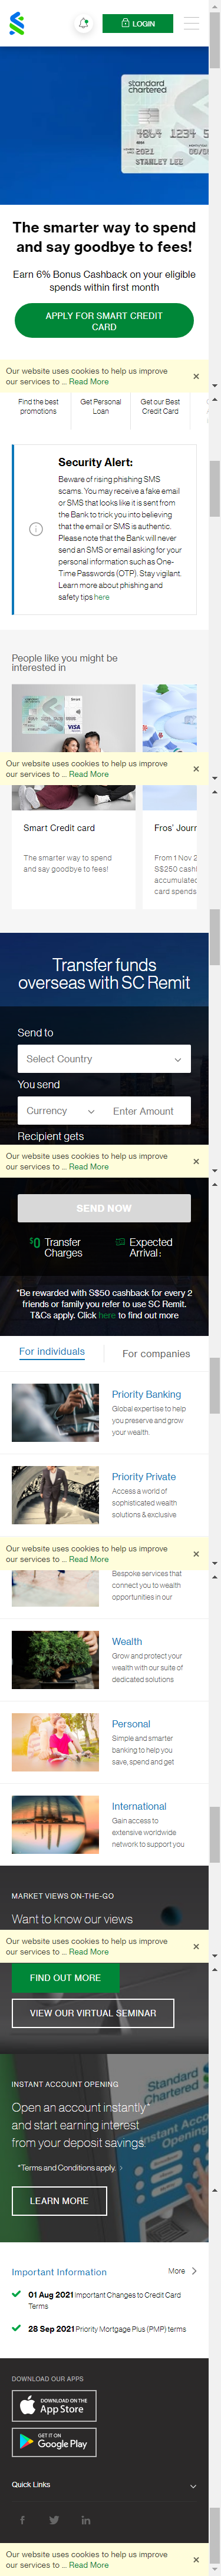 LOGIN
standard
chartered
4864 1234 5
2021
STANLEY LEE
The smarter way to spend
and say goodbye to fees!
Earn 6% Bonus Cashback on your eligible
spends within first month
APPLY FOR SMART CREDIT
CARD
Our website uses cookies to help us improve
our services to ... Read More
Find the best
promotions
Get Personal
Loan
Get our Best
Credit Card
Security Alert:
Beware of rising phishing SMS
scams. You may receive a fake email
or SMS that looks like it is sent from
the Bank to trick you into believing
that the email or SMS is authentic.
Please note that the Bank will never
send an SMS or email asking for your
personal information such as One-
Time Passwords (OTP). Stay vigilant.
Learn more about phishing and
safety tips here
People like you might be
interested in
VISA
Our website uses cookies to help us improve
our services to ... Read More
Smart Credit card
The smarter way to spend
and say goodbye to fees!
Fros' Journ
From 1 Nov 2
S$250 cashl
accumulatec
card spends
Transfer funds
overseas with SC Remit
Send to
Select Country
You send
Currency
Enter Amount
Recipient gets
Our website uses cookies to help us improve
our services to ... Read More
SEND NOW
$0 Transfer
Charges
Expected
Arrival :
*Be rewarded with S$50 cashback for every 2
friends or family you refer to use SC Remit.
T&Cs apply. Click here to find out more
For individuals
For companies
Priority Banking
Global expertise to help
you preserve and grow
your wealth.
Priority Private
Access a world of
sophisticated wealth
solutions & exclusive
Our website uses cookies to help us improve
our services to ... Read More
Bespoke services that
connect you to wealth
opportunities in our
Wealth
Grow and protect your
wealth with our suite of
dedicated solutions
Personal
Simple and smarter
banking to help you
save, spend and get
International
Gain access to
extensive worldwide
network to support you
MARKET VIEWS ON-THE-GO
Want to know our views
Our website uses cookies to help us improve
our services to ... Read More
FIND OUT MORE
VIEW OUR VIRTUAL SEMINAR
Standard
Chartered
INSTANT ACCOUNT OPENING
Open an account instantly*
and start earning interest
from your deposit savings.
*Terms and Conditions apply.
LEARN MORE
Important Information
More
01 Aug 2021 Important Changes to Credit Card
Terms
28 Sep 2021 Priority Mortgage Plus (PMP) terms
DOWNLOAD OUR APPS
DOWNLOAD ON THE
App Store
GET IT ON
Google Play
Quick Links
Our website uses cookies to help us improve
our services to ... Read More